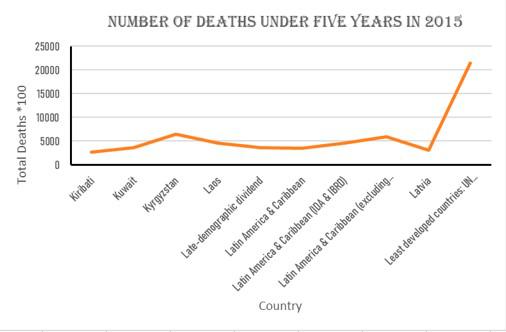 NUMBER OF DEATHS UNDER FIVE YEARS IN 2015
25000
20000
15000
10000
5000
0
Total Deaths *100
Kiribati
Kuwait
Kyrgyzstan
Laos
Late-demographic dividend
Latin America & Caribbean
Latin America & Caribbean (IDA & IBRD)
Latin America & Caribbean (excluding...
Latvia
Least developed countries: UN...
Country